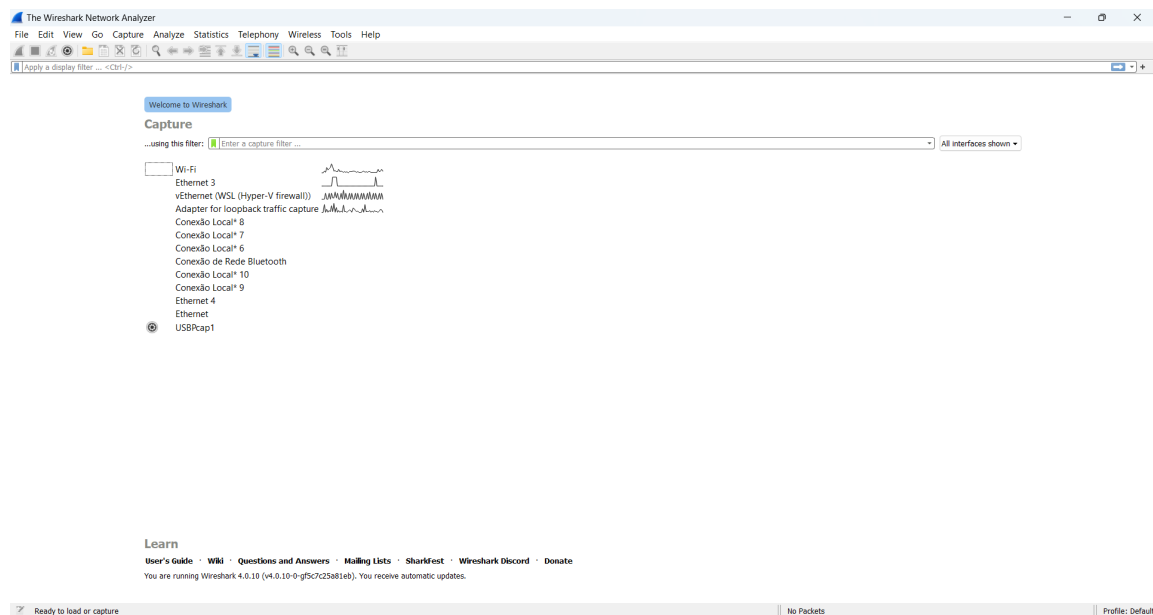 The Wireshark Network Analyzer
File Edit View Go Capture Analyze Statistics Telephony Wireless Tools Help
Apply a display filter ... <Ctrl-/>
Welcome to Wireshark
Capture
...using this filter: Enter a capture filter ... All interfaces shown
Wi-Fi
Ethernet 3
vEthernet (WSL (Hyper-V firewall))
Adapter for loopback traffic capture
Conexão Local* 8
Conexão Local* 7
Conexão Local* 6
Conexão de Rede Bluetooth
Conexão Local* 10
Conexão Local* 9
Ethernet 4
Ethernet
USBPcap1
Learn
User's Guide · Wiki · Questions and Answers · Mailing Lists · SharkFest · Wireshark Discord · Donate
You are running Wireshark 4.0.10 (v4.0.10-0-gf5c7c25a81eb). You receive automatic updates.
Ready to load or capture No Packets Profile: Default